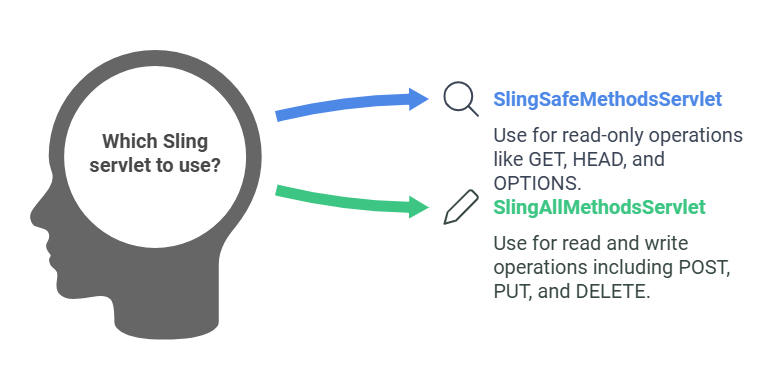 Which Sling
servlet to use?
SlingSafeMethodsServlet
Use for read-only operations
like GET, HEAD, and
OPTIONS.
SlingAllMethodsServlet
Use for read and write
operations including POST,
PUT, and DELETE.